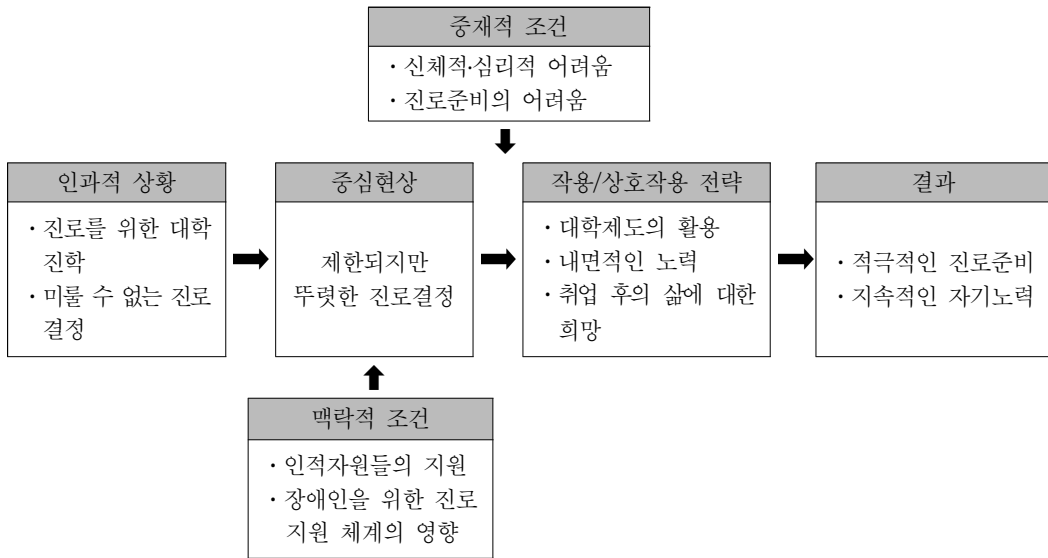 중재적 조건
· 신체적·심리적 어려움
· 진로준비의 어려움
인과적 상황
· 진로를 위한 대학
진학
· 미룰 수 없는 진로
결정
중심현상
제한되지만
뚜렷한 진로결정
작용/상호작용 전략
· 대학제도의 활용
· 내면적인 노력
· 취업 후의 삶에 대한
희망
결과
· 적극적인 진로준비
· 지속적인 자기노력
맥락적 조건
· 인적자원들의 지원
· 장애인을 위한 진로
지원 체계의 영향